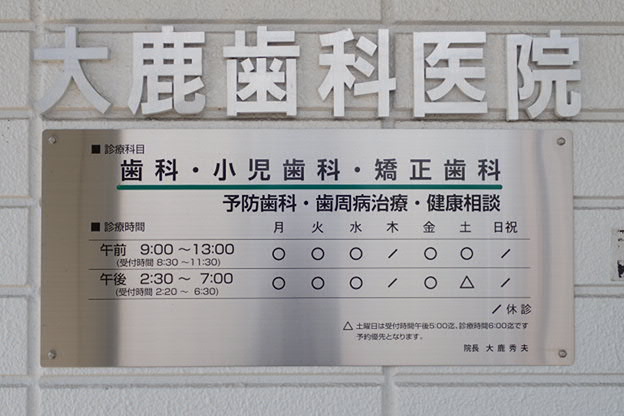 大鹿歯科医院
■ 診療科目
歯科・小児歯科・矯正歯科
予防歯科・歯周病治療・健康相談
■ 診療時間 月 火 水 木 金 土 日祝
午前 9:00～13:00 ○ ○ ○ ／ ○ ○ ／
(受付時間 8:30～11:30)
午後 2:30～ 7:00 ○ ○ ○ ／ ○ △ ／
(受付時間 2:20～ 6:30)
／休診
△ 土曜日は受付時間午後5:00迄、診療時間6:00迄です
予約優先となります。
院長 大鹿秀夫